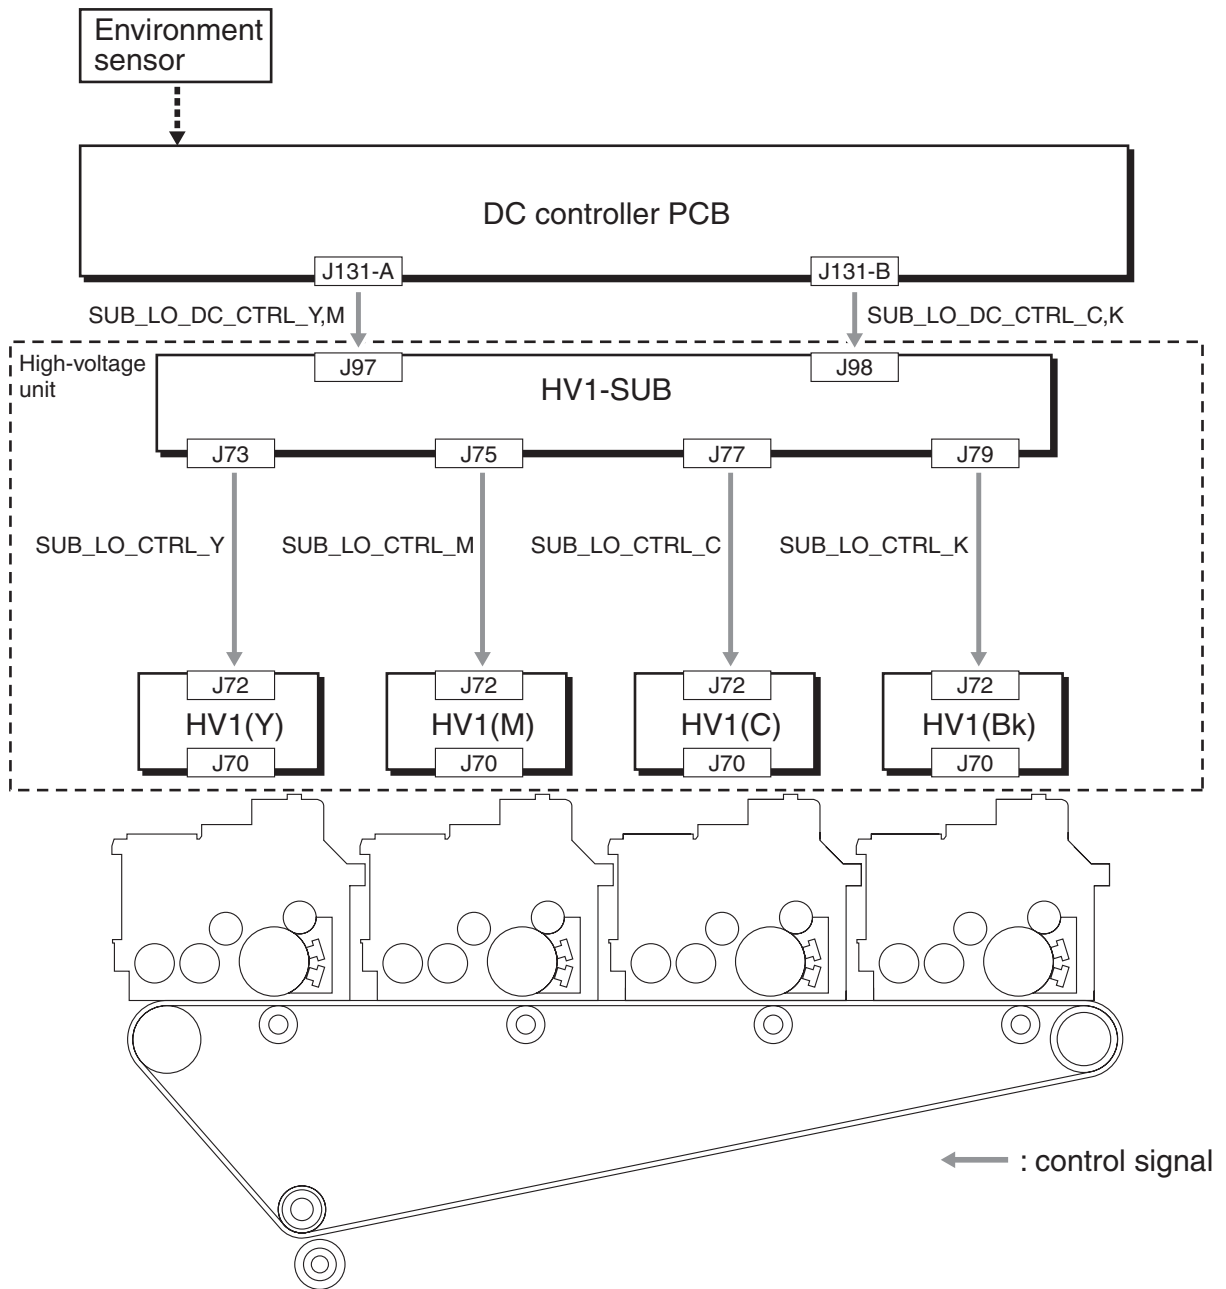 Environment
sensor
DC controller PCB
J131-A
J131-B
SUB_LO_DC_CTRL_Y,M
SUB_LO_DC_CTRL_C,K
High-voltage
unit
J97
J98
HV1-SUB
J73
J75
J77
J79
SUB_LO_CTRL_Y
SUB_LO_CTRL_M
SUB_LO_CTRL_C
SUB_LO_CTRL_K
J72
J72
J72
J72
HV1(Y)
HV1(M)
HV1(C)
HV1(Bk)
J70
J70
J70
J70
: control signal